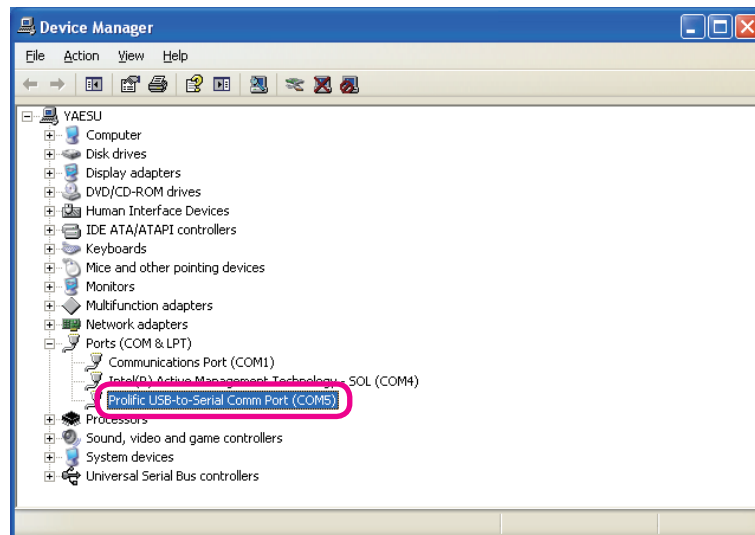 Device Manager
File Action View Help
YAESU
Computer
Disk drives
Display adapters
DVD/CD-ROM drives
Human Interface Devices
IDE ATA/ATAPI controllers
Keyboards
Mice and other pointing devices
Monitors
Multifunction adapters
Network adapters
Ports (COM & LPT)
Communications Port (COM1)
Intel(R) Active Management Technology - SOL (COM4)
Prolific USB-to-Serial Comm Port (COM5)
Processors
Sound, video and game controllers
System devices
Universal Serial Bus controllers